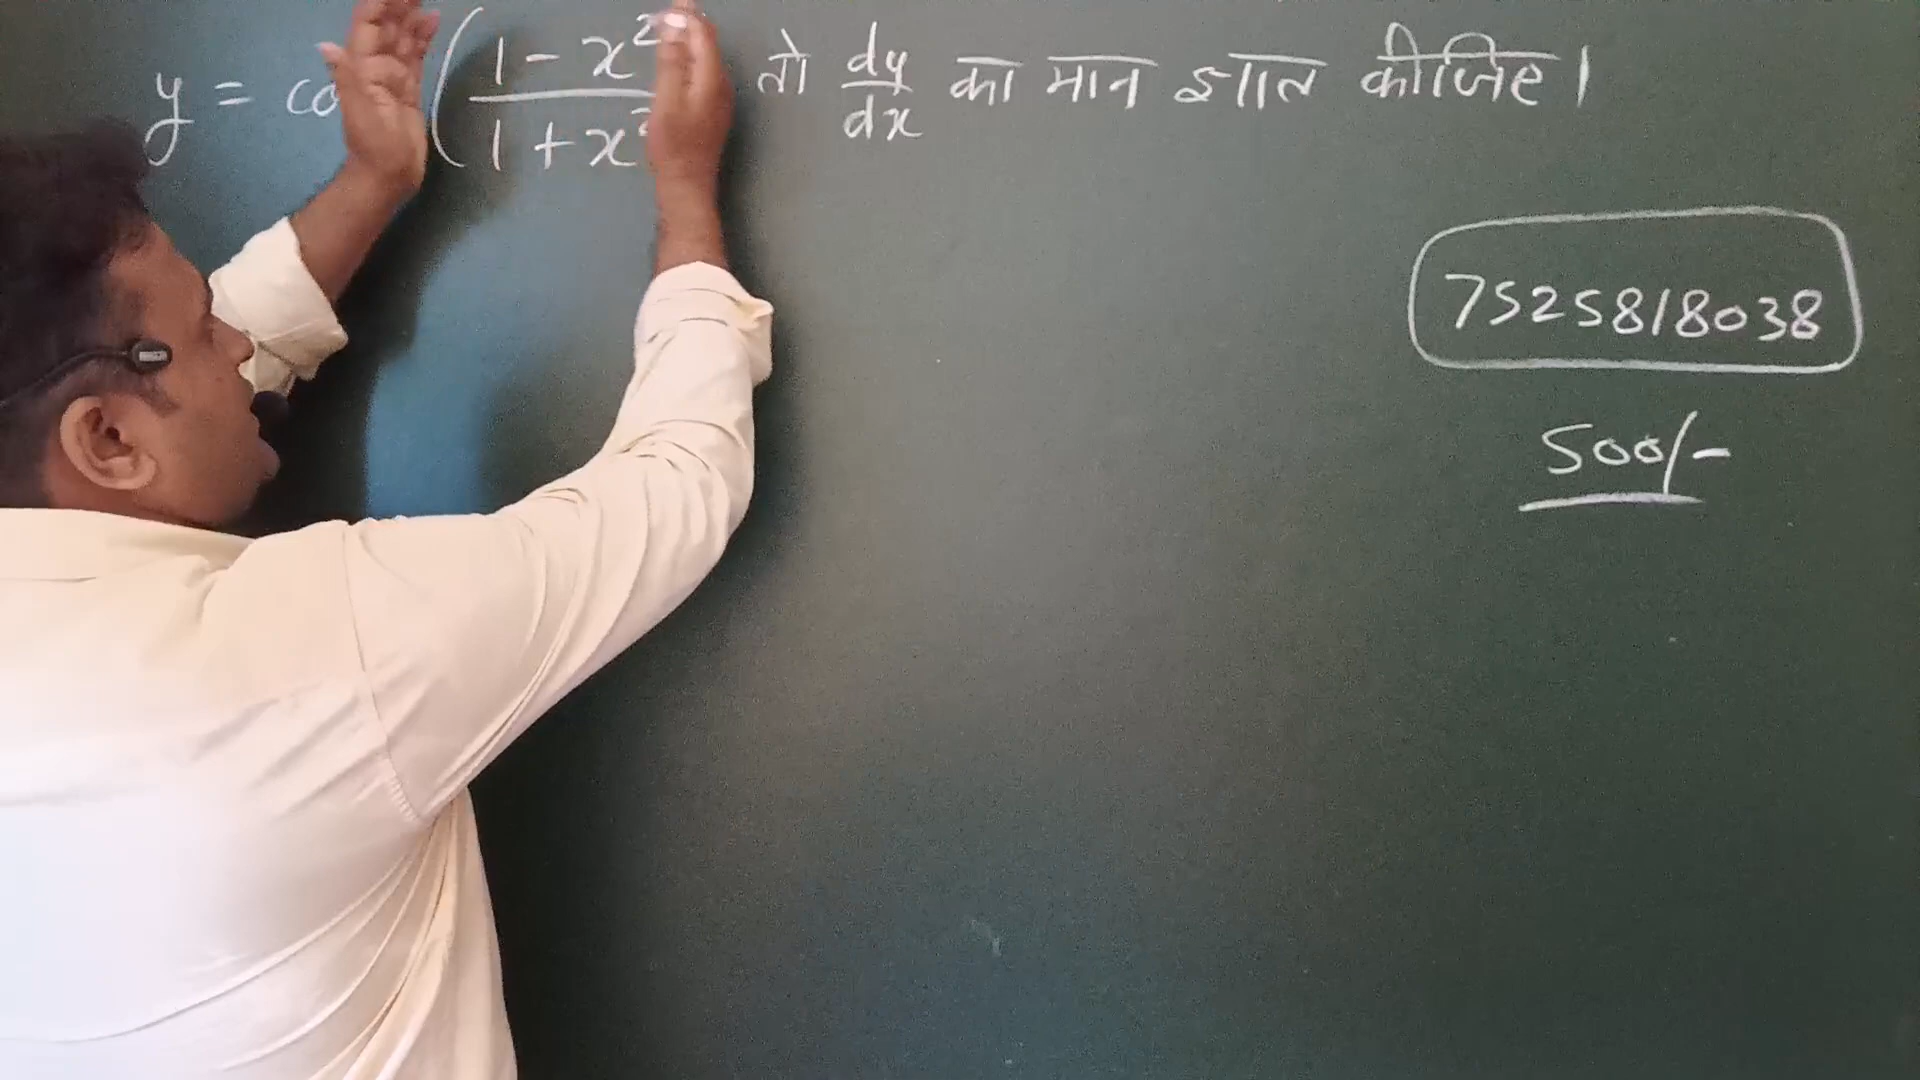 y = co (1 - x² / 1 + x² तो dy/dx का मान ज्ञात कीजिए।
7525818038
500/-